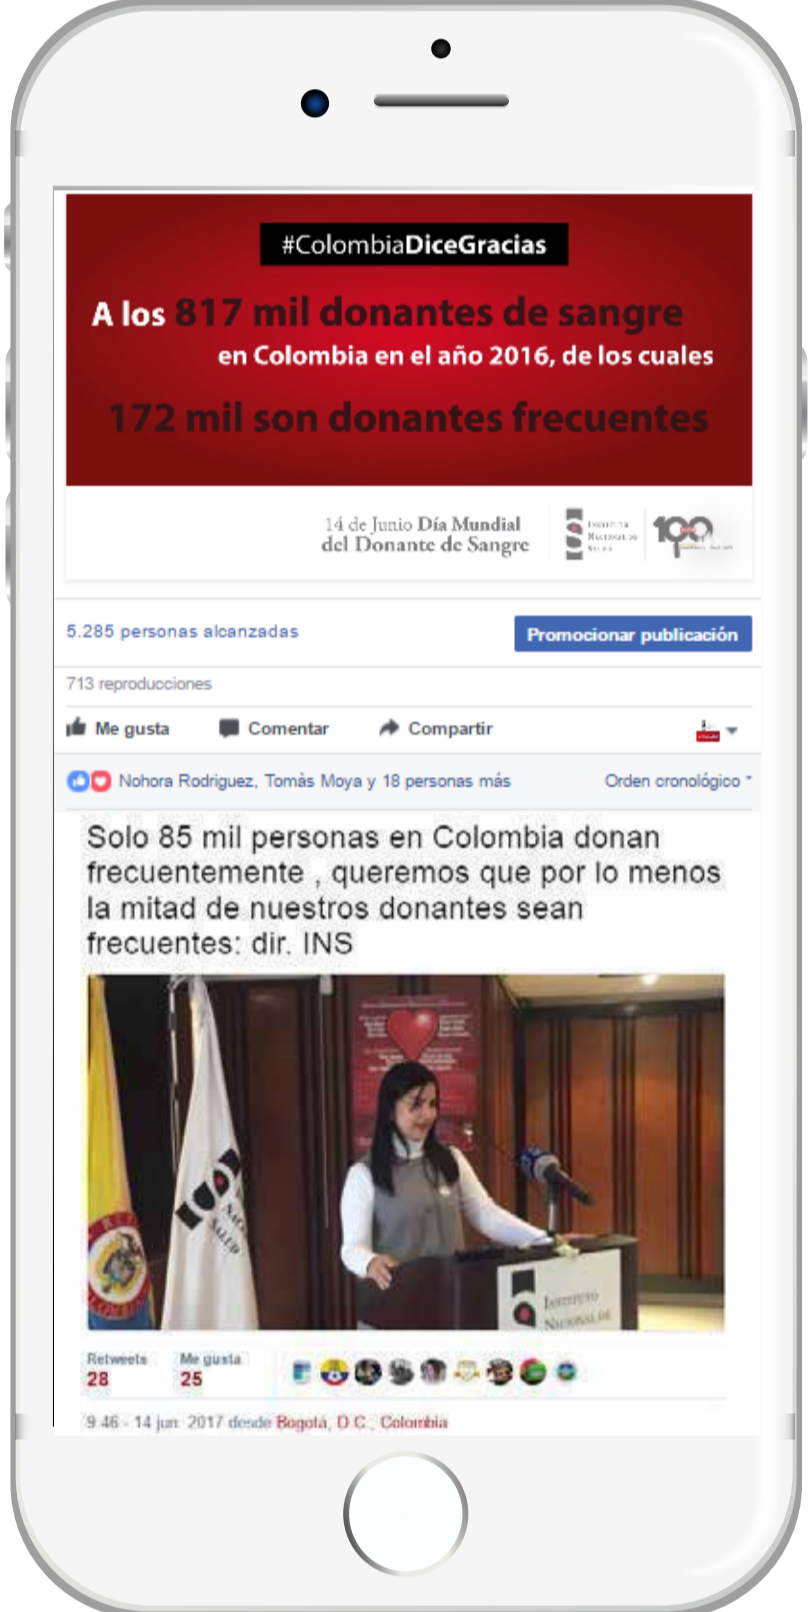 #ColombiaDiceGracias
A los 817 mil donantes de sangre
en Colombia en el año 2016, de los cuales
172 mil son donantes frecuentes
14 de Junio Día Mundial
del Donante de Sangre
100
5.285 personas alcanzadas
Promocionar publicación
713 reproducciones
Me gusta
Comentar
Compartir
Nohora Rodriguez, Tomàs Moya y 18 personas más
Orden cronológico
Solo 85 mil personas en Colombia donan
frecuentemente , queremos que por lo menos
la mitad de nuestros donantes sean
frecuentes: dir. INS
SALUD
INSTITUTO
NACIONAL DE
Retweets
Me gusta
28
25
9:46 - 14 jun. 2017 desde Bogotá, D.C., Colombia